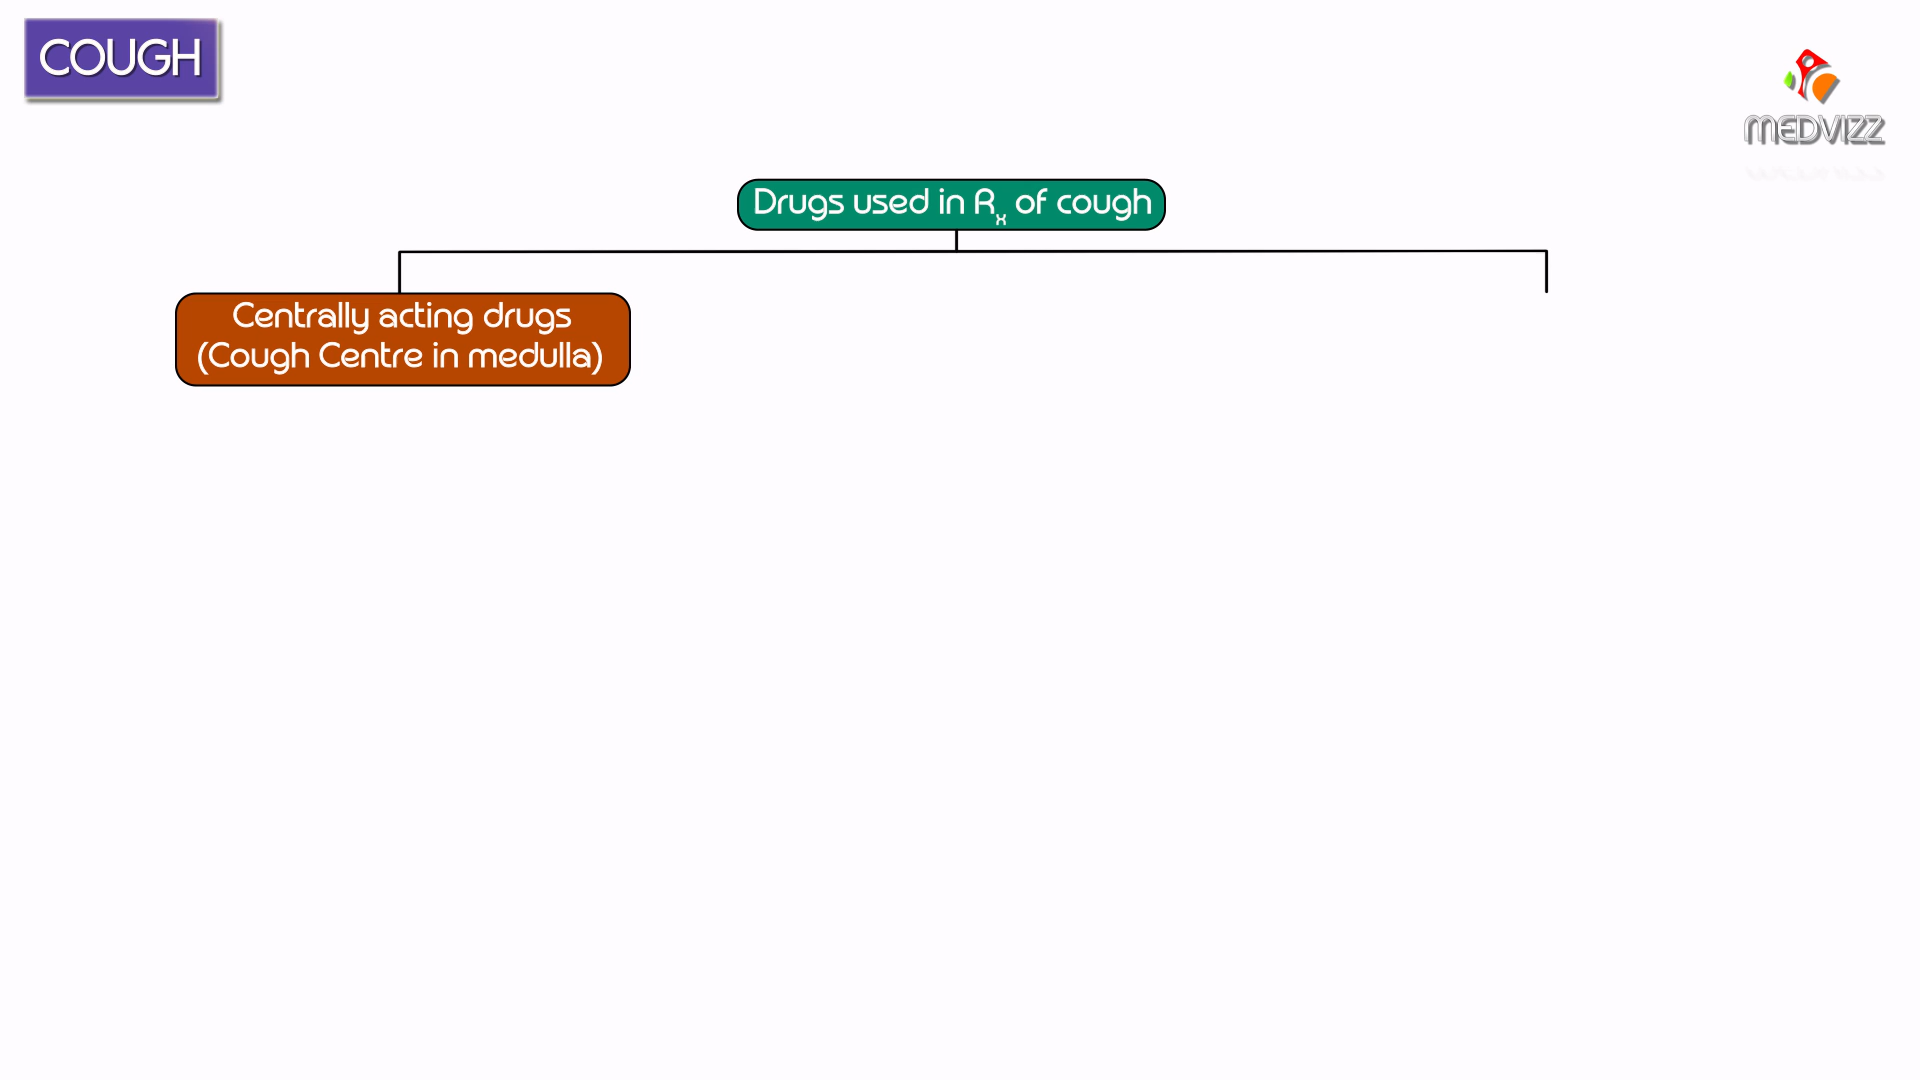 COUGH
MEDVIZZ
Drugs used in Rx of cough
Centrally acting drugs
(Cough Centre in medulla)